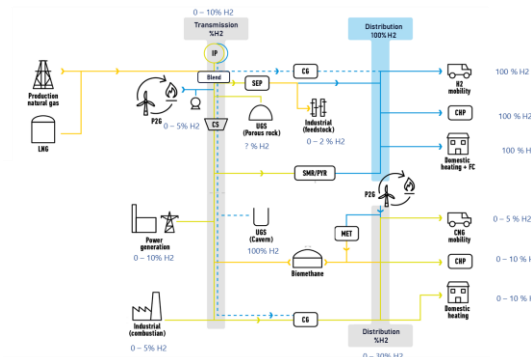 0 – 10% H2
Transmission
%H2
Distribution
100% H2
IP
Blend
SEP
CG
100 % H2
H2
mobility
Production
natural gas
LNG
P2G
0 – 5% H2
UGS
(Porous rock)
? % H2
Industrial
(feedstock)
0 – 2 % H2
CS
100 % H2
CHP
100 % H2
Domestic
heating + FC
SMR/PYR
P2G
Power
generation
0 – 10% H2
UGS
(Cavern)
100% H2
MET
Biomethane
0 – 5 % H2
CNG
mobility
0 – 10% H2
CHP
0 – 10% H2
Domestic
heating
Industrial
(combustian)
0 – 5% H2
CG
Distribution
%H2
0 – 30% H2